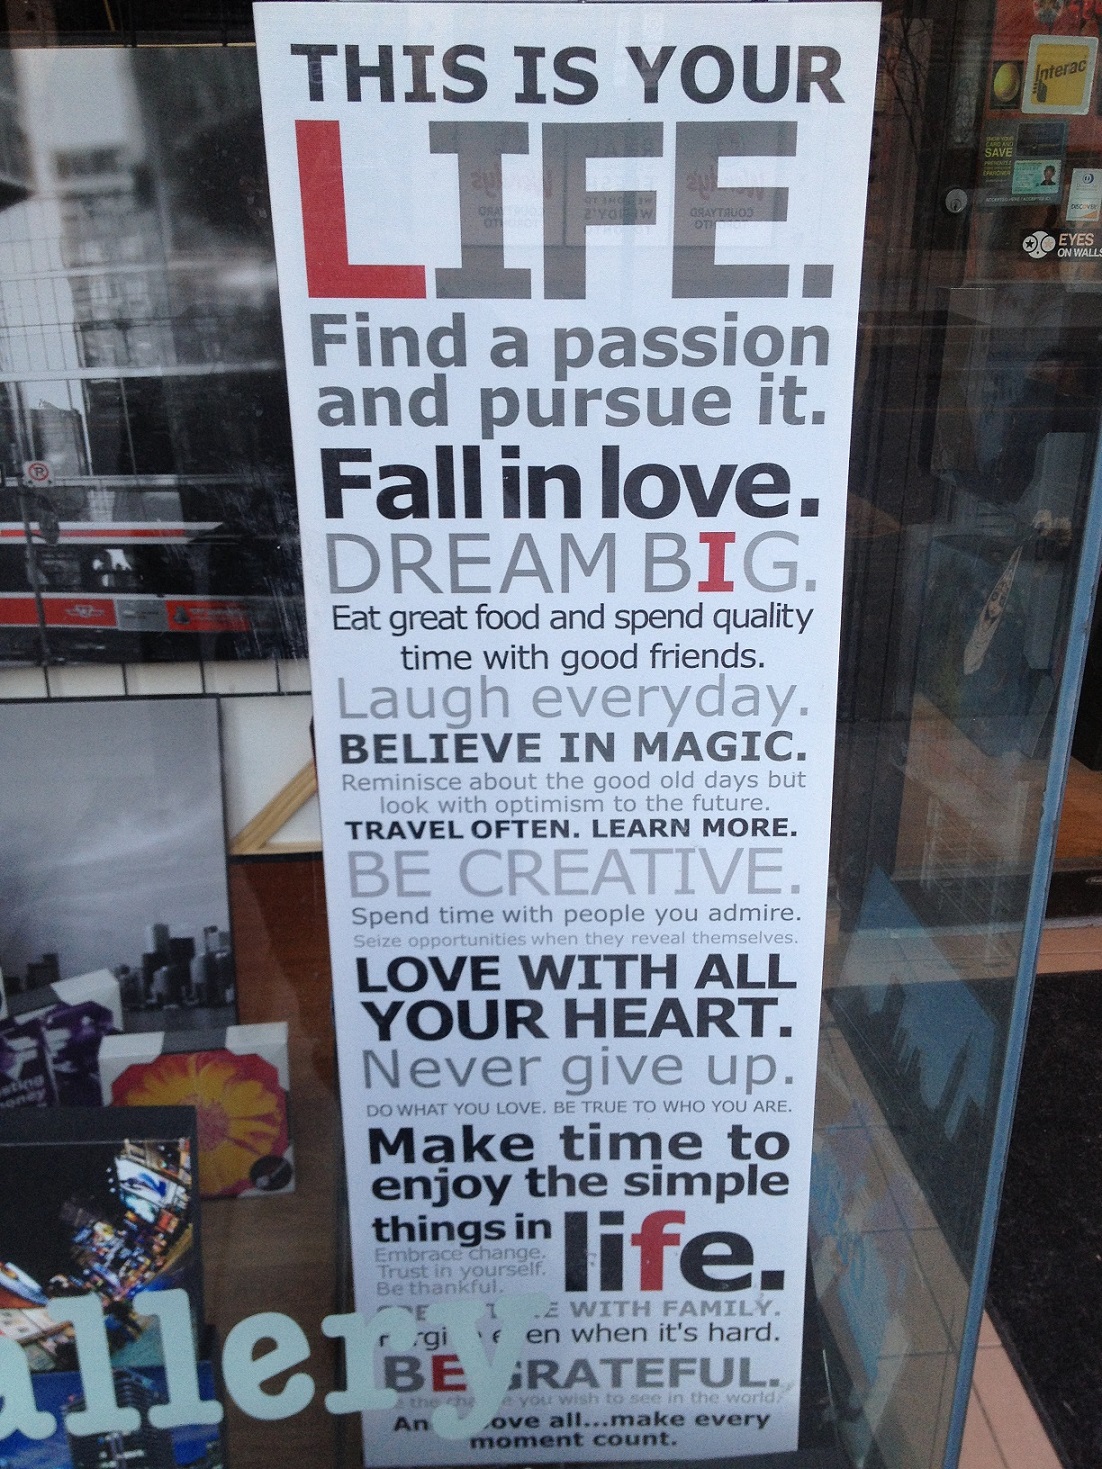 THIS IS YOUR
LIFE.
Find a passion
and pursue it.
Fall in love.
DREAM BIG.
Eat great food and spend quality
time with good friends.
Laugh everyday.
BELIEVE IN MAGIC.
Reminisce about the good old days but
look with optimism to the future.
TRAVEL OFTEN. LEARN MORE.
BE CREATIVE.
Spend time with people you admire.
Seize opportunities when they reveal themselves.
LOVE WITH ALL
YOUR HEART.
Never give up.
DO WHAT YOU LOVE. BE TRUE TO WHO YOU ARE.
Make time to
enjoy the simple
things in life.
Embrace change.
Trust in yourself.
Be thankful.
WITH FAMILY.
when it's hard.
BE GRATEFUL.
the you wish to see in the world.
all...make every
moment count.
allery
Interac
SAVE
DISCOVER
EYES
ON WALLS